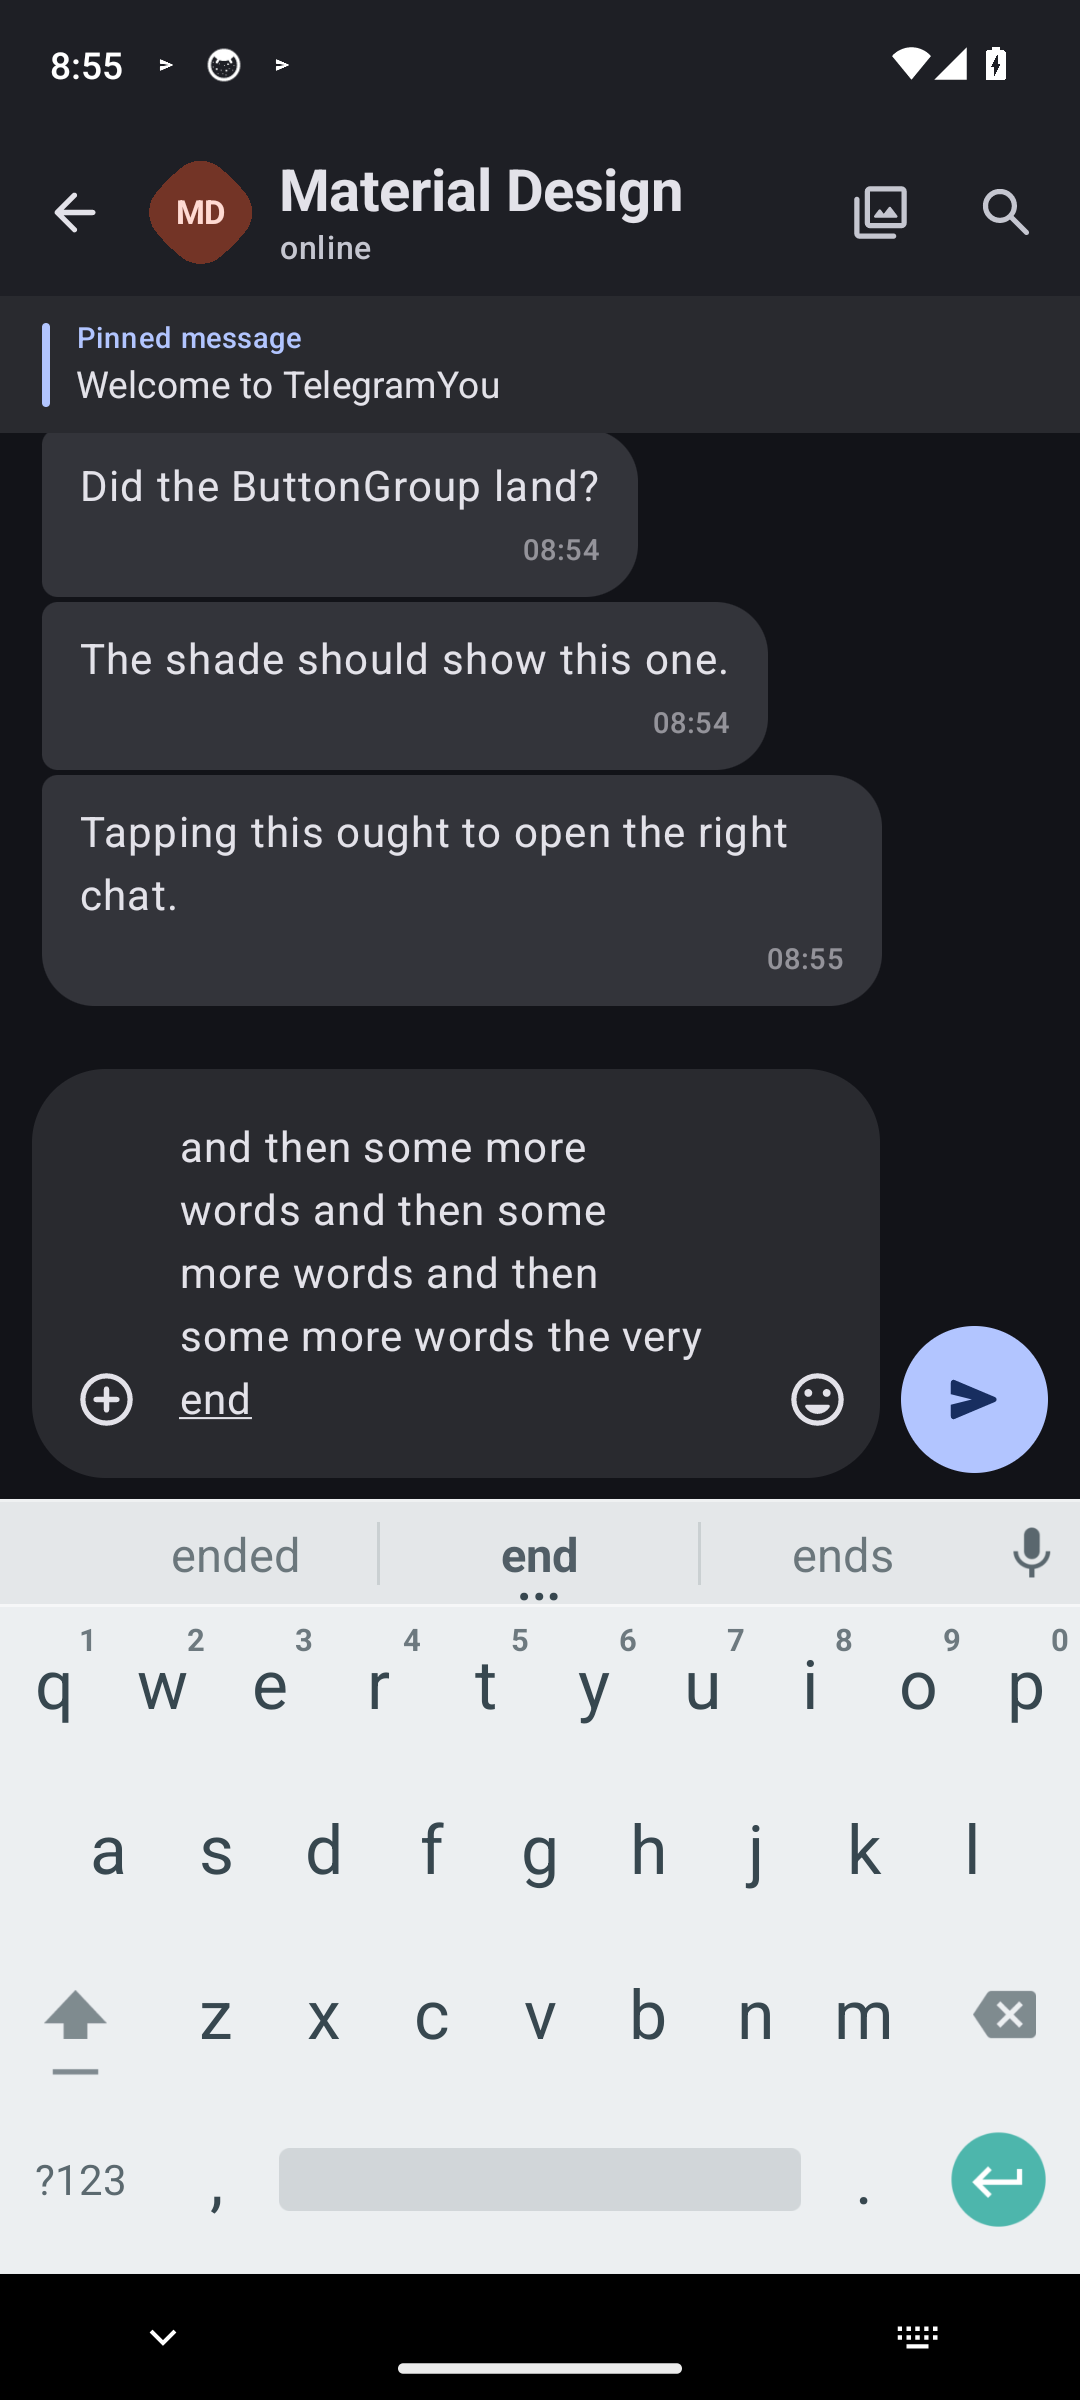 8:55
MD
Material Design
online
Pinned message
Welcome to TelegramYou
Did the ButtonGroup land?
08:54
The shade should show this one.
08:54
Tapping this ought to open the right
chat.
08:55
and then some more
words and then some
more words and then
some more words the very
end
ended end ends
1 2 3 4 5 6 7 8 9 0
q w e r t y u i o p
a s d f g h j k l
z x c v b n m
?123 , .